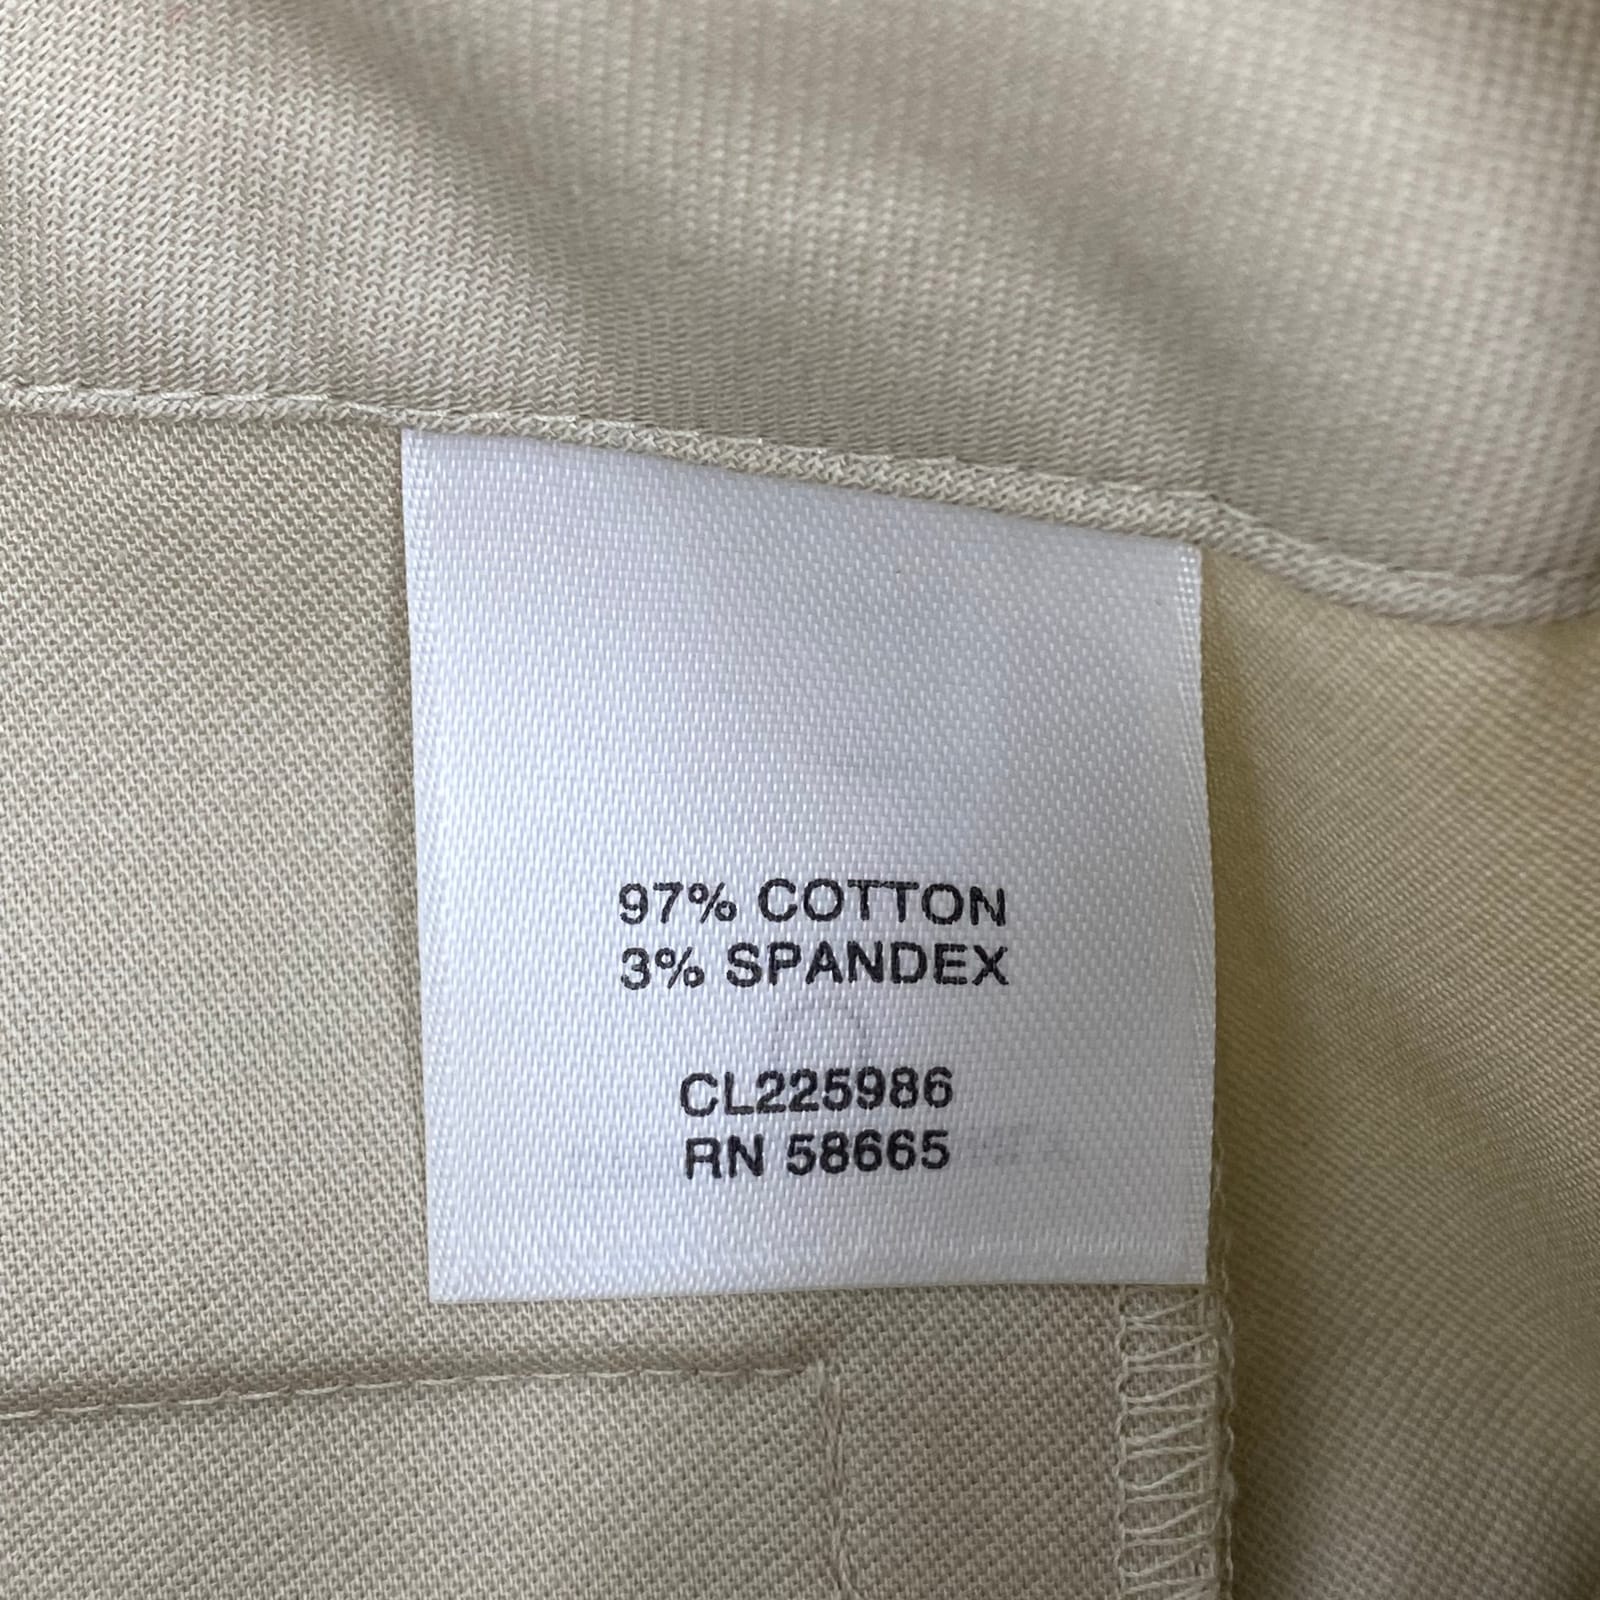 97% COTTON
3% SPANDEX
CL225986
RN 58665